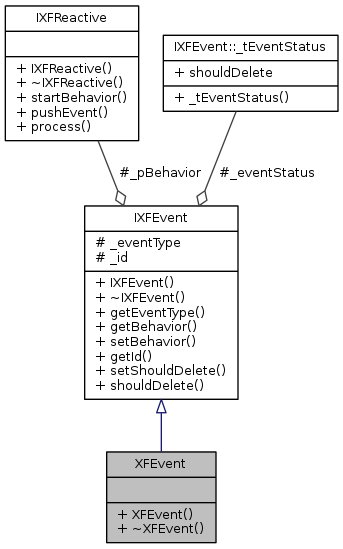 IXFReactive
+ IXFReactive()
+ ~IXFReactive()
+ startBehavior()
+ pushEvent()
+ process()
IXFEvent::_tEventStatus
+ shouldDelete
+ _tEventStatus()
#_pBehavior
#_eventStatus
IXFEvent
# _eventType
# _id
+ IXFEvent()
+ ~IXFEvent()
+ getEventType()
+ getBehavior()
+ setBehavior()
+ getId()
+ setShouldDelete()
+ shouldDelete()
XFEvent
+ XFEvent()
+ ~XFEvent()